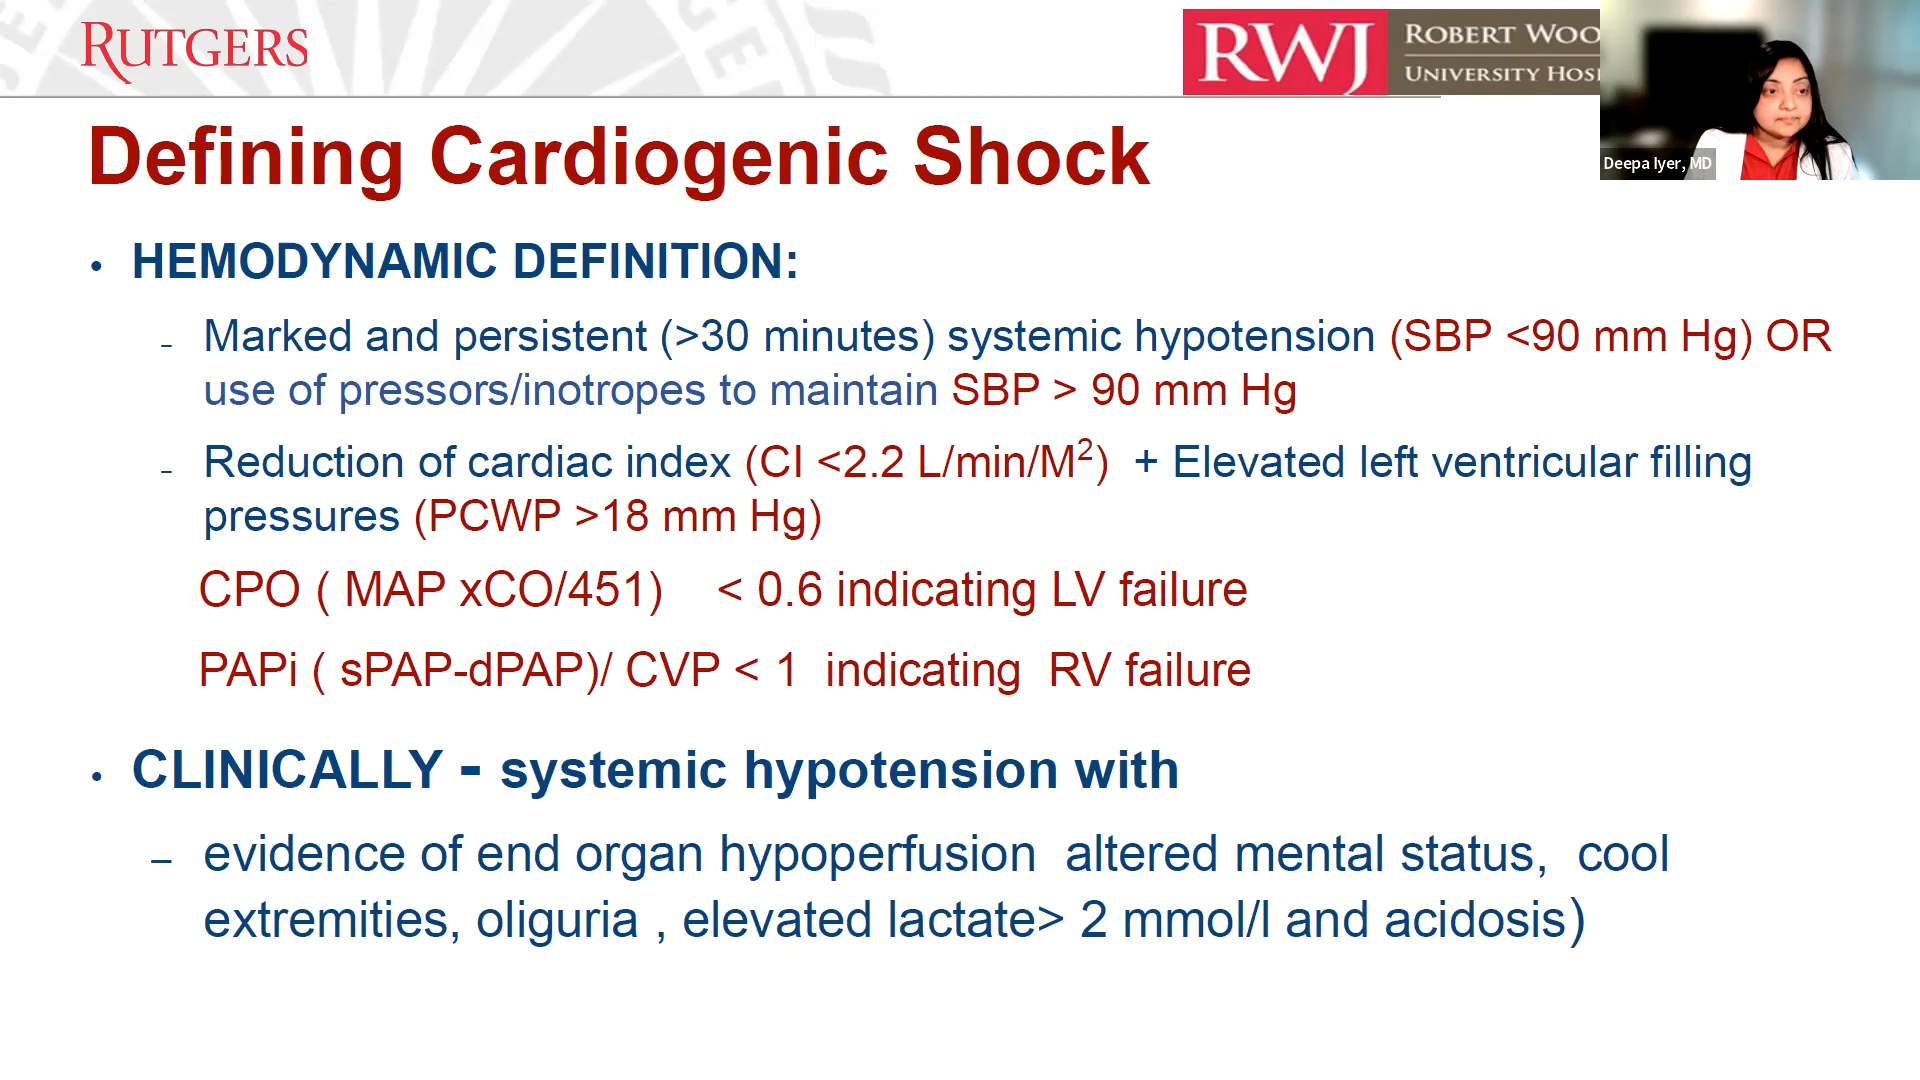 RUTGERS
RWJ
ROBERT WOO
UNIVERSITY HOSI
Deepa Iyer, MD
Defining Cardiogenic Shock
• HEMODYNAMIC DEFINITION:
- Marked and persistent (>30 minutes) systemic hypotension (SBP <90 mm Hg) OR
use of pressors/inotropes to maintain SBP > 90 mm Hg
- Reduction of cardiac index (CI <2.2 L/min/M²) + Elevated left ventricular filling
pressures (PCWP >18 mm Hg)
CPO ( MAP xCO/451) < 0.6 indicating LV failure
PAPi ( sPAP-dPAP)/ CVP < 1 indicating RV failure
• CLINICALLY - systemic hypotension with
– evidence of end organ hypoperfusion altered mental status, cool
extremities, oliguria , elevated lactate> 2 mmol/l and acidosis)